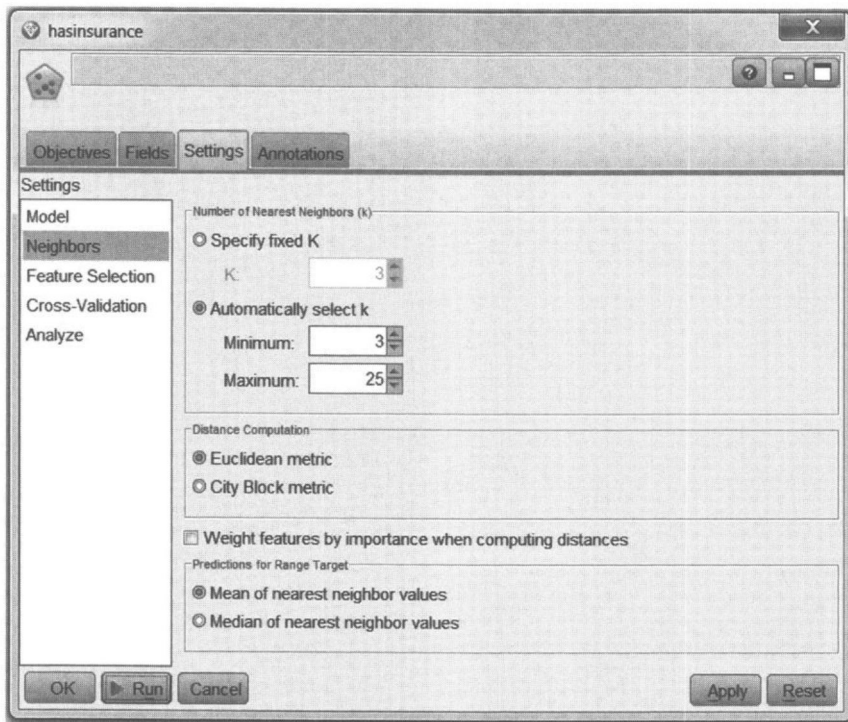 hasinsurance
Objectives Fields Settings Annotations
Settings
Model
Neighbors
Feature Selection
Cross-Validation
Analyze
Number of Nearest Neighbors (k)
Specify fixed K
K: 3
Automatically select k
Minimum: 3
Maximum: 25
Distance Computation
Euclidean metric
City Block metric
Weight features by importance when computing distances
Predictions for Range Target
Mean of nearest neighbor values
Median of nearest neighbor values
OK Run Cancel Apply Reset